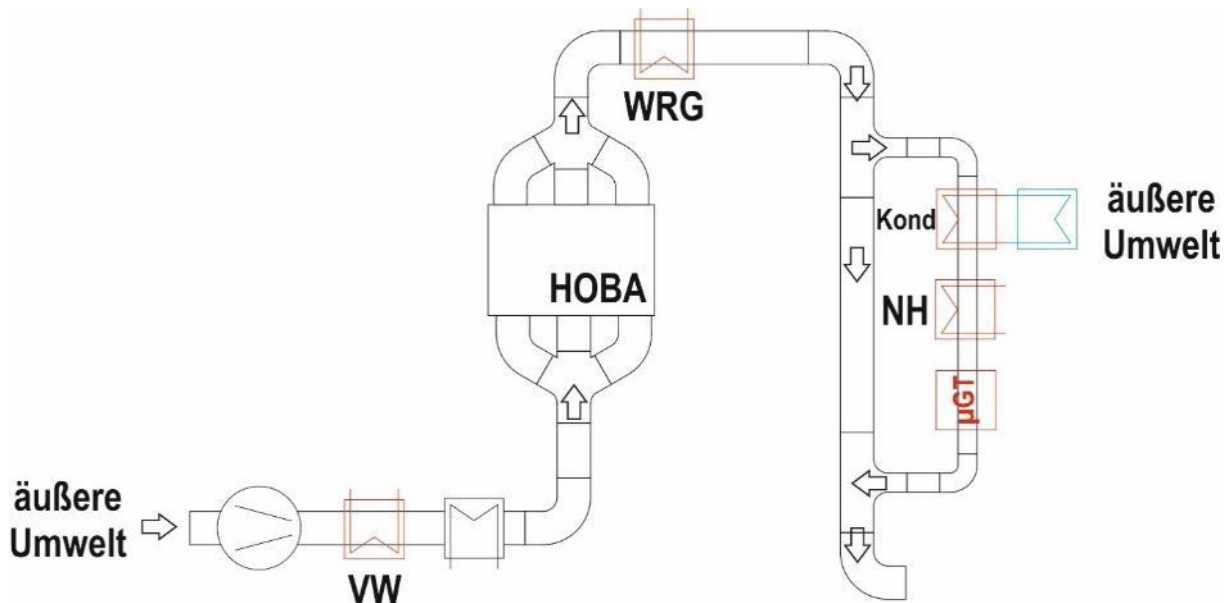 WRG
Kond
äußere
Umwelt
HOBA
NH
µGT
äußere
Umwelt
VW